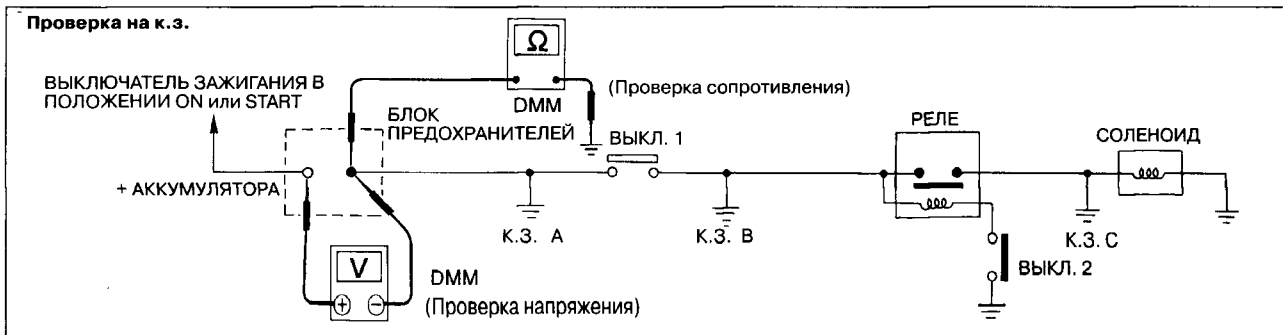 Проверка на к.з.
ВЫКЛЮЧАТЕЛЬ ЗАЖИГАНИЯ В
ПОЛОЖЕНИИ ON или START
Ω
DMM
(Проверка сопротивления)
БЛОК
ПРЕДОХРАНИТЕЛЕЙ
ВЫКЛ. 1
РЕЛЕ
СОЛЕНОИД
+ АККУМУЛЯТОРА
К.З. A
К.З. B
К.З. C
ВЫКЛ. 2
V
+
−
DMM
(Проверка напряжения)